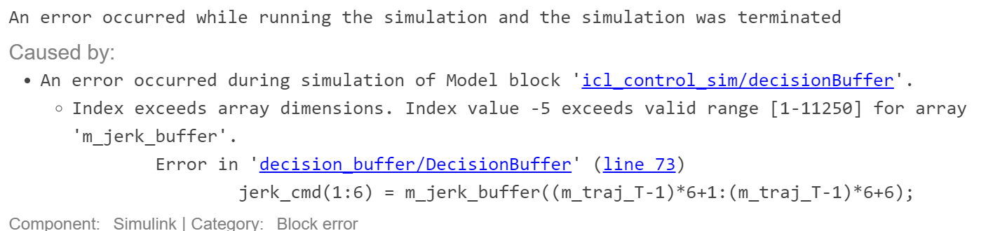 An error occurred while running the simulation and the simulation was terminated
Caused by:
• An error occurred during simulation of Model block 'icl_control_sim/decisionBuffer'.
○ Index exceeds array dimensions. Index value -5 exceeds valid range [1-11250] for array
'm_jerk_buffer'.
Error in 'decision_buffer/DecisionBuffer' (line 73)
jerk_cmd(1:6) = m_jerk_buffer((m_traj_T-1)*6+1:(m_traj_T-1)*6+6);
Component: Simulink | Category: Block error